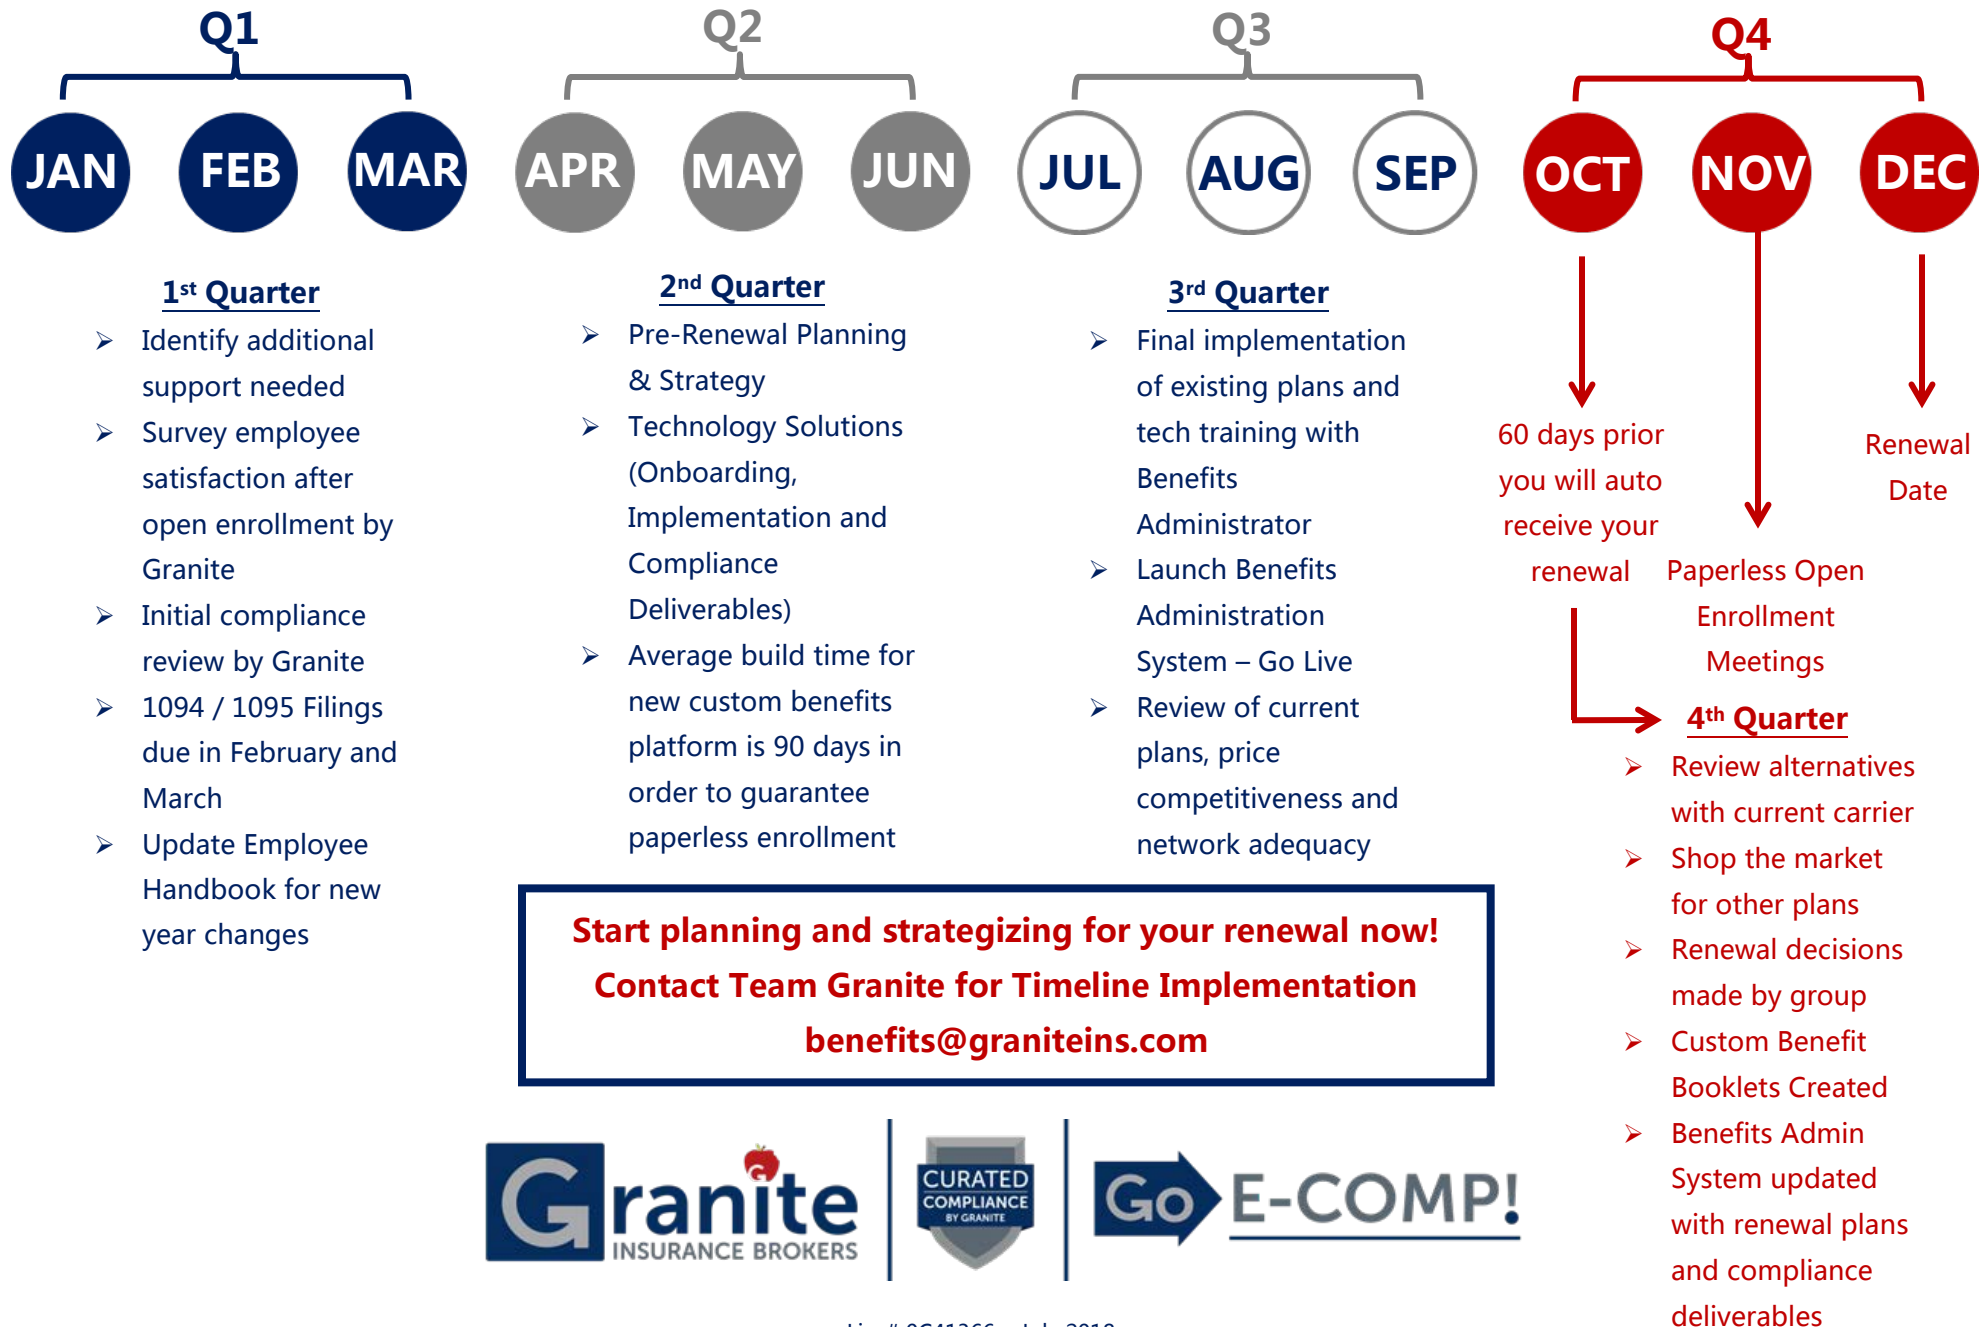 Q1
Q2
Q3
Q4
JAN
FEB
MAR
APR
MAY
JUN
JUL
AUG
SEP
OCT
NOV
DEC
1st Quarter
➢ Identify additional
support needed
➢ Survey employee
satisfaction after
open enrollment by
Granite
➢ Initial compliance
review by Granite
➢ 1094 / 1095 Filings
due in February and
March
➢ Update Employee
Handbook for new
year changes
2nd Quarter
➢ Pre-Renewal Planning
& Strategy
➢ Technology Solutions
(Onboarding,
Implementation and
Compliance
Deliverables)
➢ Average build time for
new custom benefits
platform is 90 days in
order to guarantee
paperless enrollment
3rd Quarter
➢ Final implementation
of existing plans and
tech training with
Benefits
Administrator
➢ Launch Benefits
Administration
System – Go Live
➢ Review of current
plans, price
competitiveness and
network adequacy
60 days prior
you will auto
receive your
renewal
Paperless Open
Enrollment
Meetings
Renewal
Date
4th Quarter
➢ Review alternatives
with current carrier
➢ Shop the market
for other plans
➢ Renewal decisions
made by group
➢ Custom Benefit
Booklets Created
➢ Benefits Admin
System updated
with renewal plans
and compliance
deliverables
Start planning and strategizing for your renewal now!
Contact Team Granite for Timeline Implementation
benefits@graniteins.com
Granite
G
INSURANCE BROKERS
CURATED
COMPLIANCE
BY GRANITE
Go E-COMP!